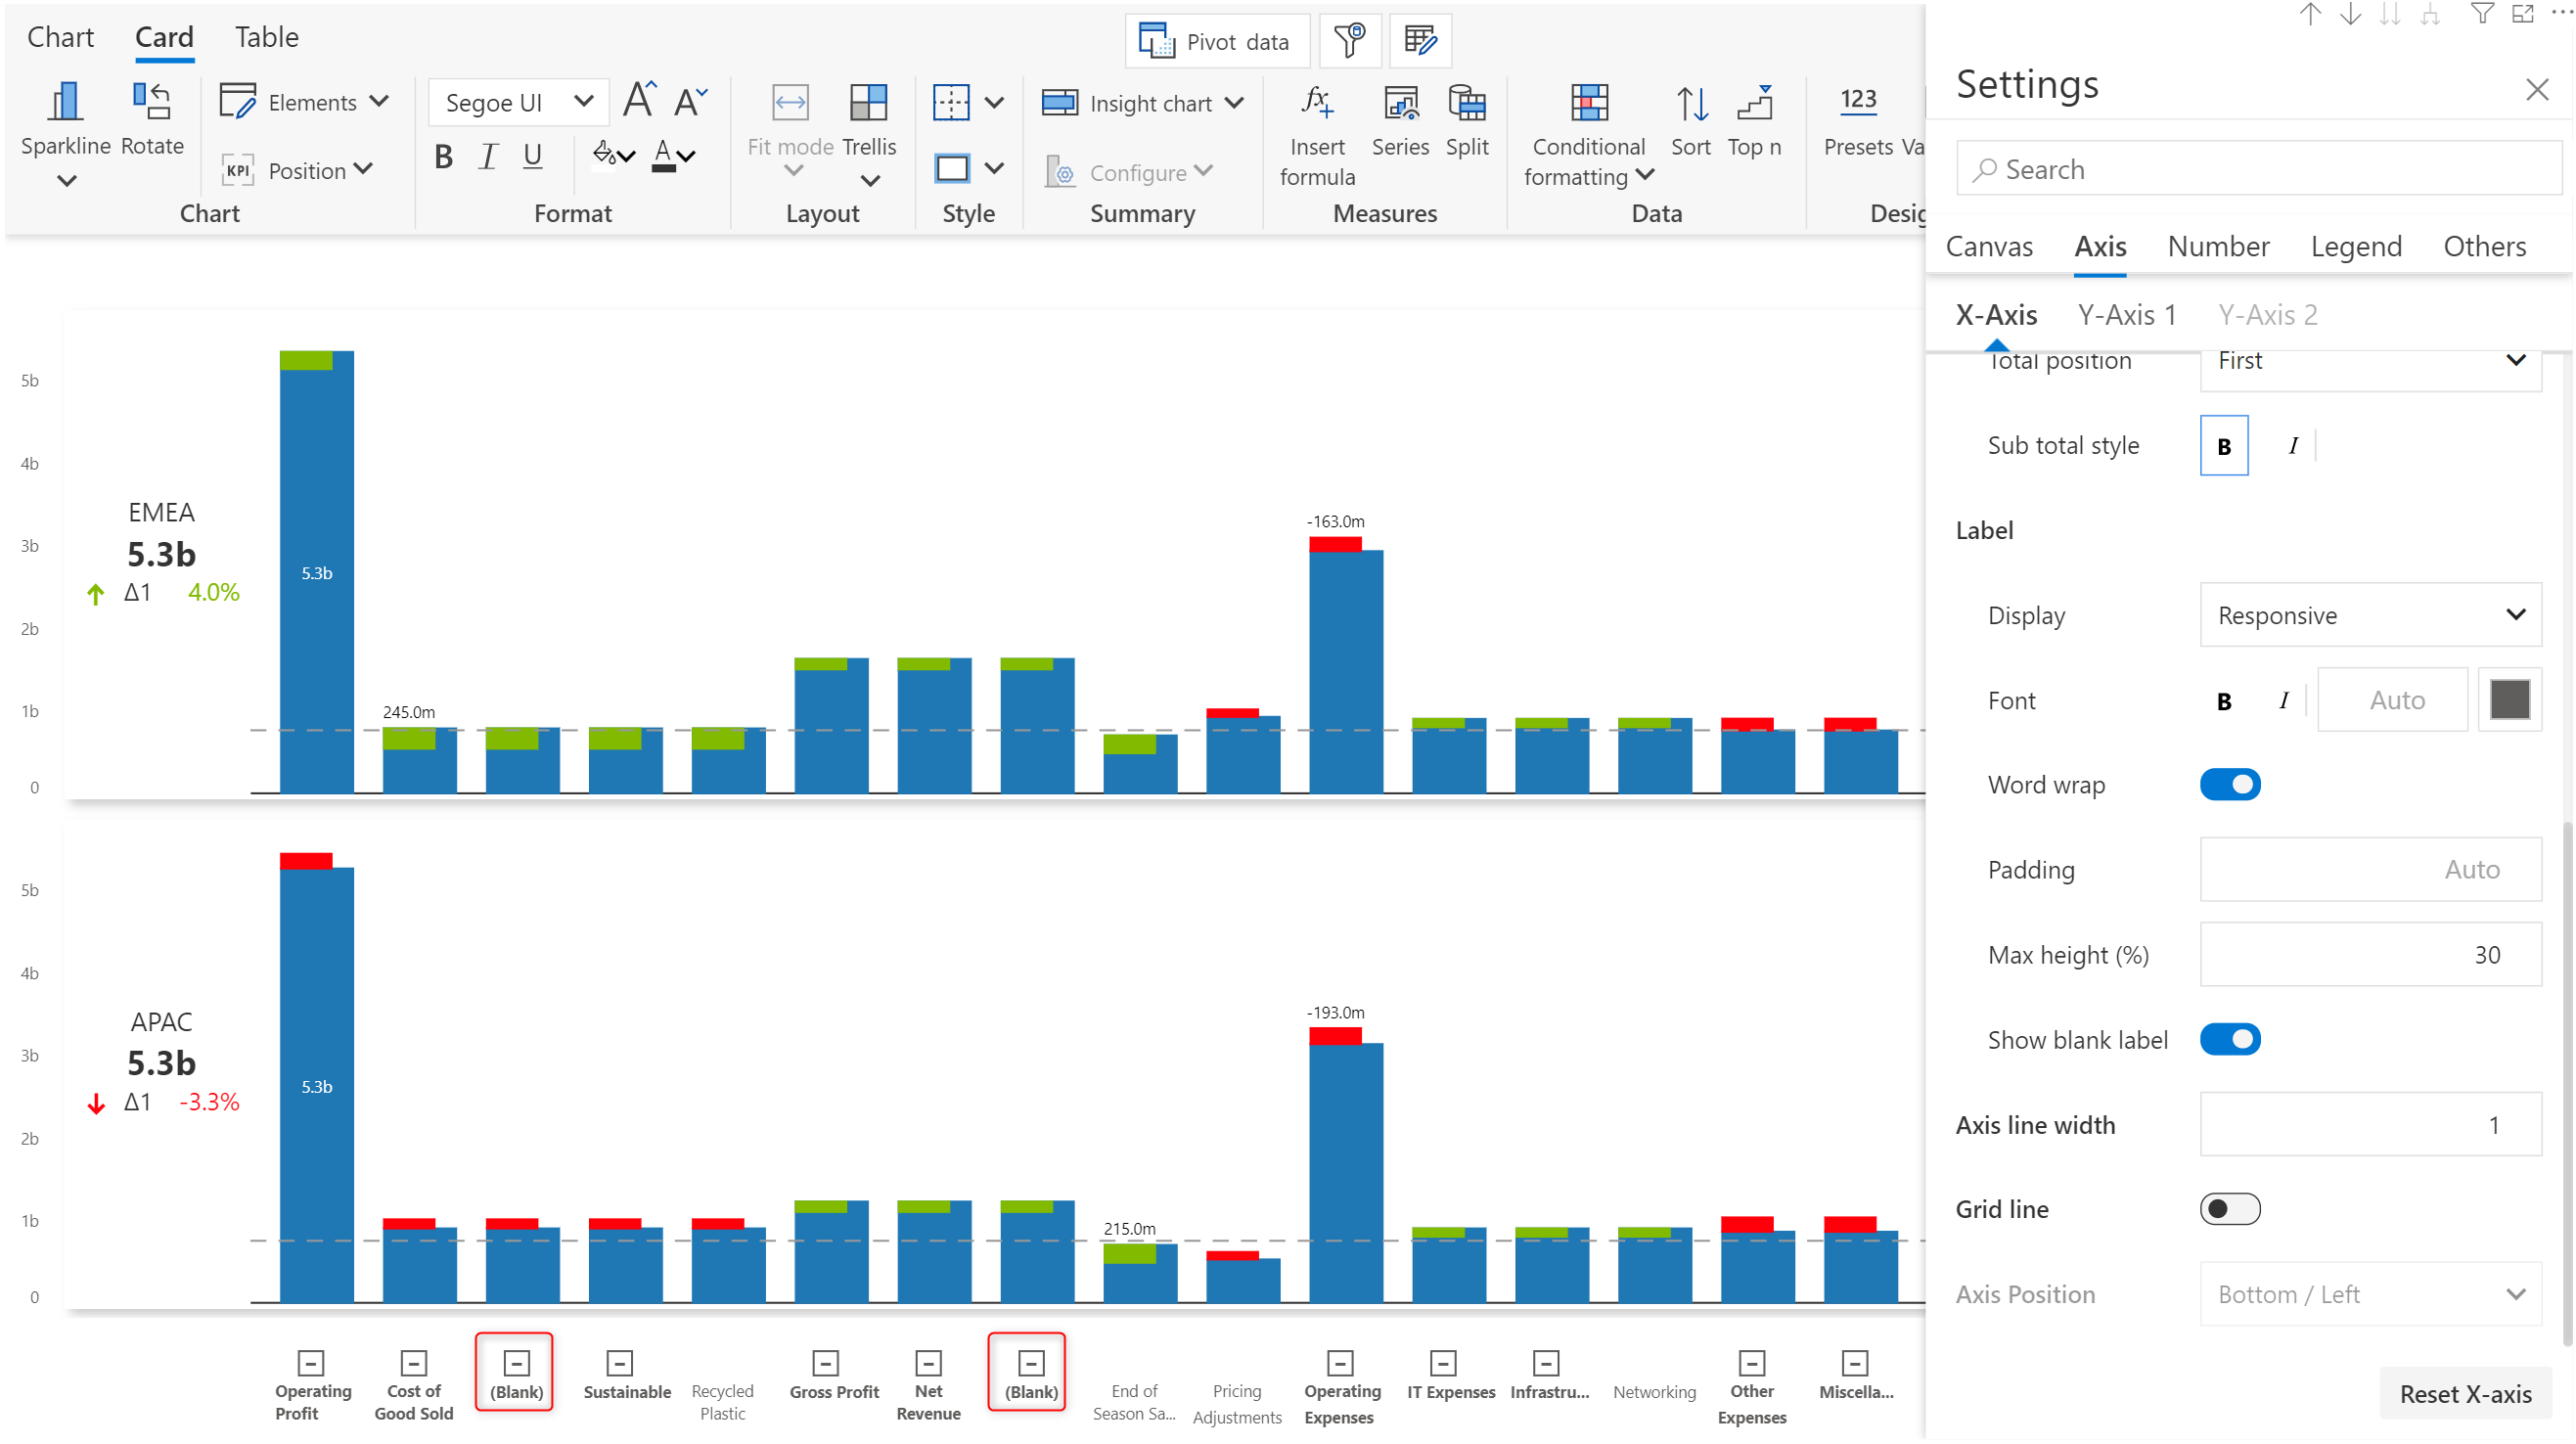 Chart Card Table
Pivot data
Sparkline Rotate
Elements
KPI Position
Chart
Segoe UI
A A
B I U A
Format
Fit mode Trellis
Layout
Style
Insight chart
Configure
Summary
fx
Insert formula
Series Split
Measures
Conditional formatting
Sort Top n
Data
123
Presets Va
Desig
Settings
Search
Canvas Axis Number Legend Others
X-Axis Y-Axis 1 Y-Axis 2
Total position First
Sub total style B I
Label
Display Responsive
Font B I Auto
Word wrap
Padding Auto
Max height (%) 30
Show blank label
Axis line width 1
Grid line
Axis Position Bottom / Left
Reset X-axis
5b
4b
3b
2b
1b
0
EMEA
5.3b
Δ1 4.0%
5.3b
245.0m
-163.0m
5b
4b
3b
2b
1b
0
APAC
5.3b
Δ1 -3.3%
5.3b
215.0m
-193.0m
Operating
Profit
Cost of
Good Sold
(Blank)
Sustainable
Recycled
Plastic
Gross Profit
Net
Revenue
(Blank)
End of
Season Sa...
Pricing
Adjustments
Operating
Expenses
IT Expenses
Infrastru...
Networking
Other
Expenses
Miscella...